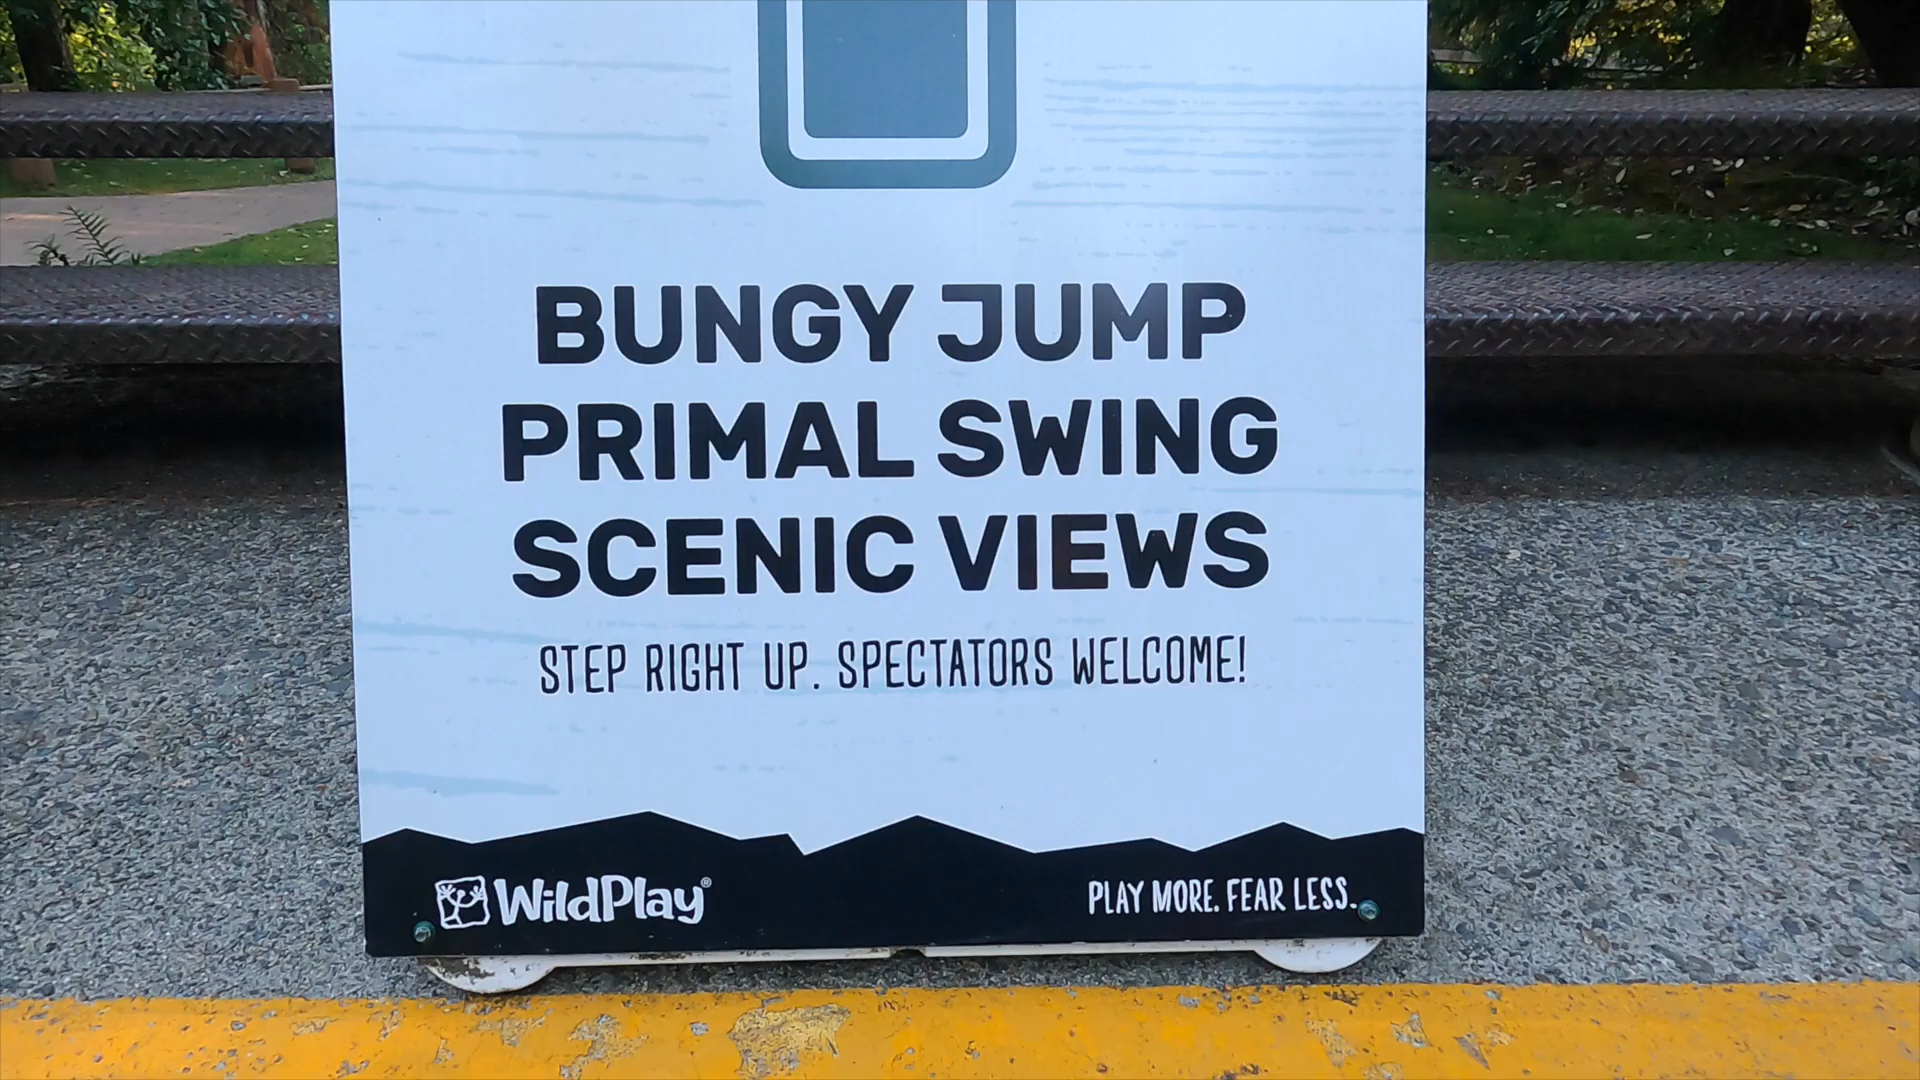 BUNGY JUMP
PRIMAL SWING
SCENIC VIEWS
STEP RIGHT UP. SPECTATORS WELCOME!
WildPlay®
PLAY MORE. FEAR LESS.